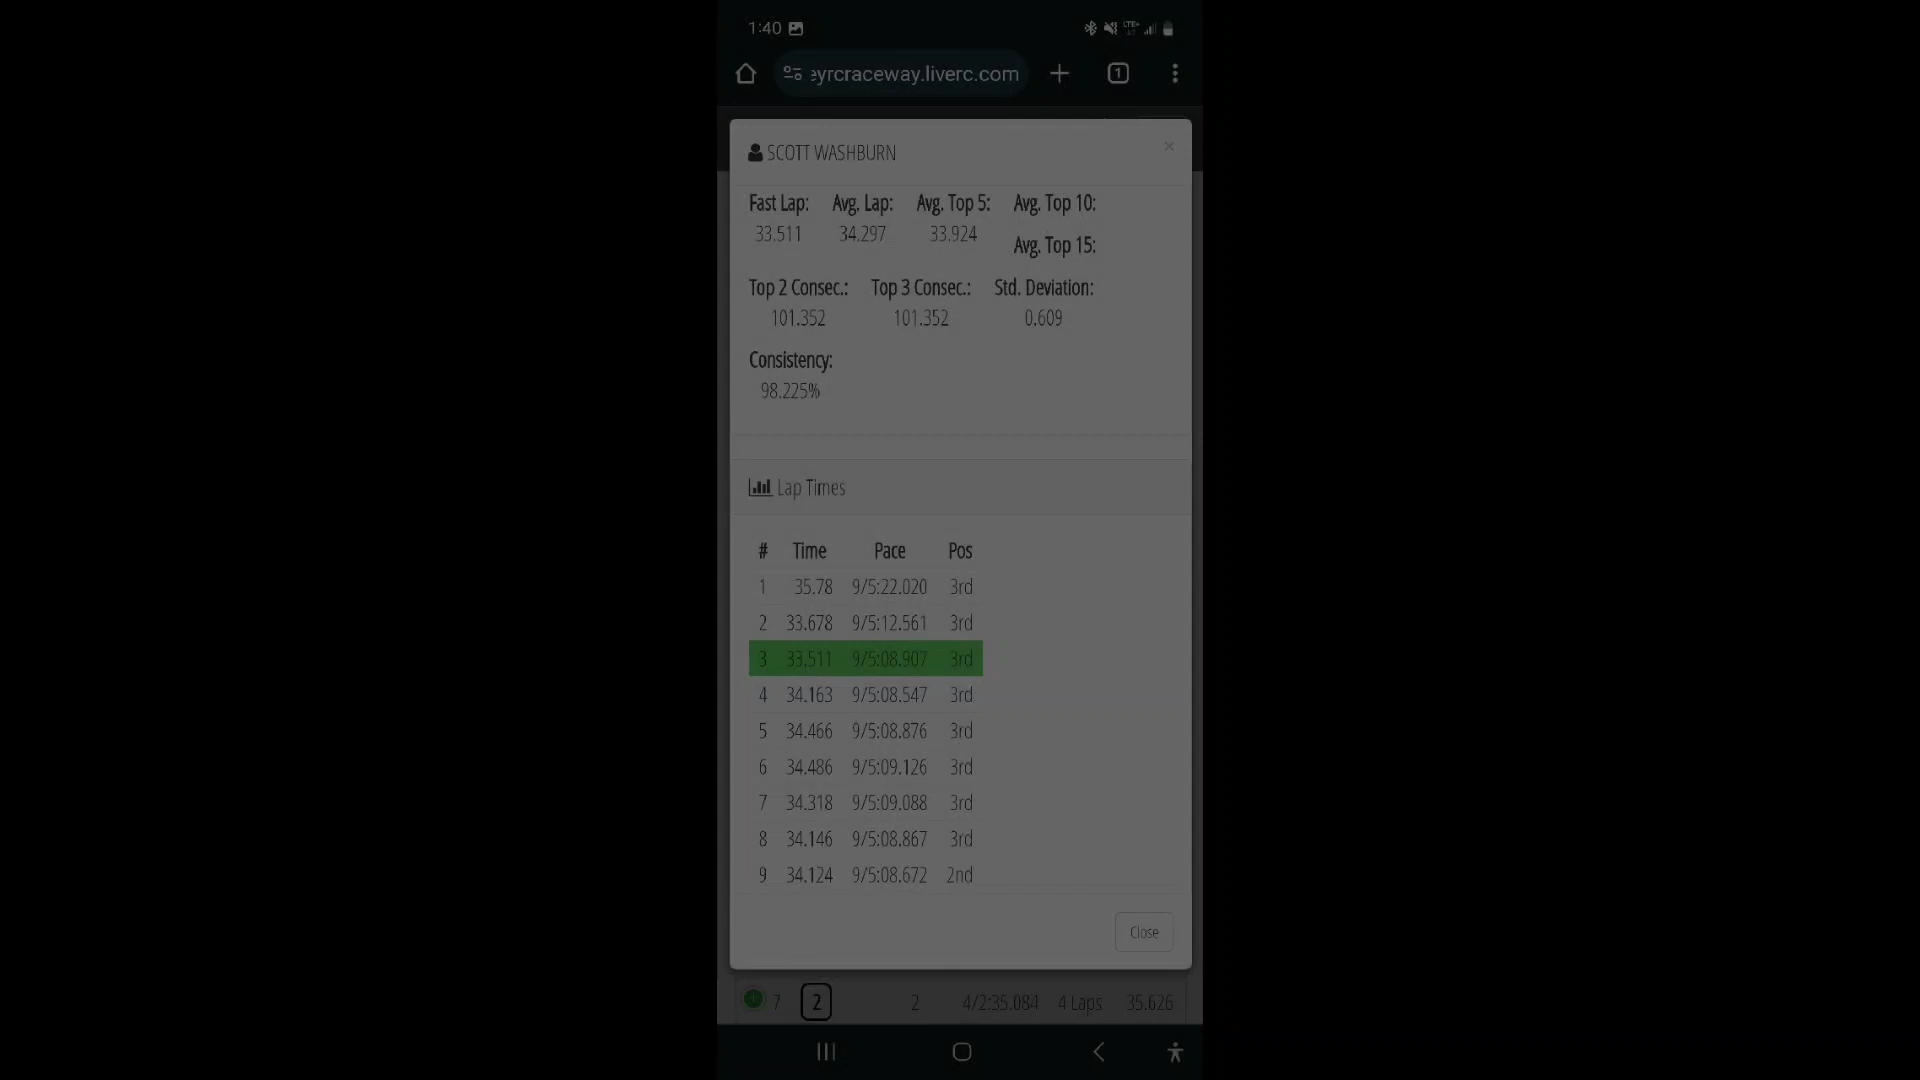 1:40
LTE+
eyrcraceway.liverc.com
1
SCOTT WASHBURN
×
Fast Lap: Avg. Lap: Avg. Top 5: Avg. Top 10:
33.511 34.297 33.924
Avg. Top 15:
Top 2 Consec.: Top 3 Consec.: Std. Deviation:
101.352 101.352 0.609
Consistency:
98.225%
Lap Times
# Time Pace Pos
1 35.78 9/5:22.020 3rd
2 33.678 9/5:12.561 3rd
3 33.511 9/5:08.907 3rd
4 34.163 9/5:08.547 3rd
5 34.466 9/5:08.876 3rd
6 34.486 9/5:09.126 3rd
7 34.318 9/5:09.088 3rd
8 34.146 9/5:08.867 3rd
9 34.124 9/5:08.672 2nd
Close
7 2 2 4/2:35.084 4 Laps 35.626